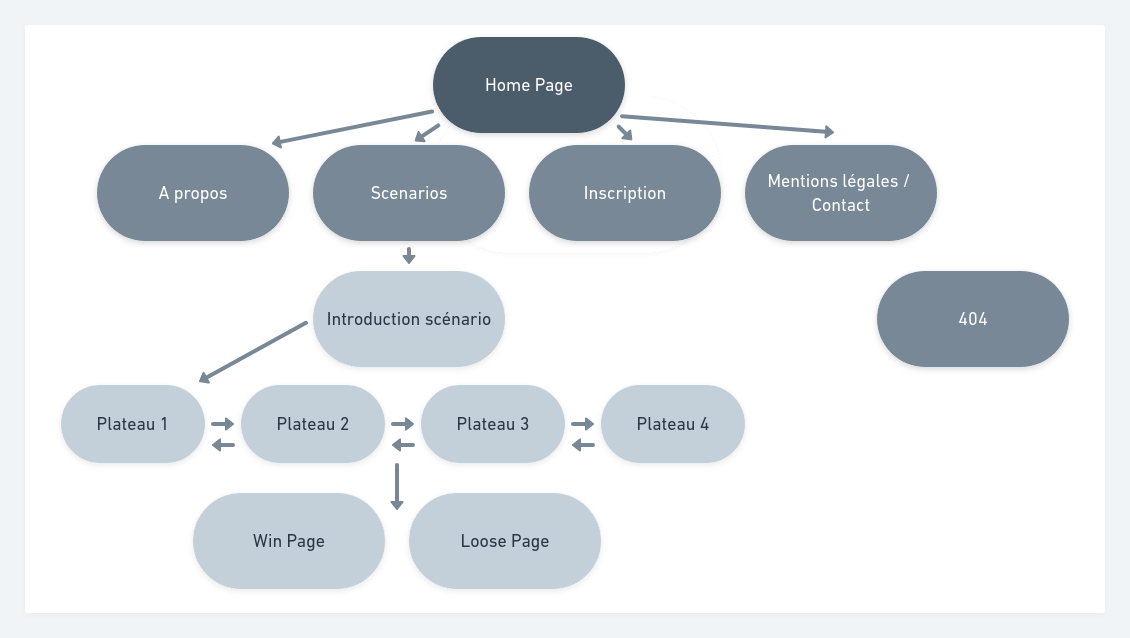 Home Page
A propos
Scenarios
Inscription
Mentions légales /
Contact
Introduction scénario
404
Plateau 1
Plateau 2
Plateau 3
Plateau 4
Win Page
Loose Page